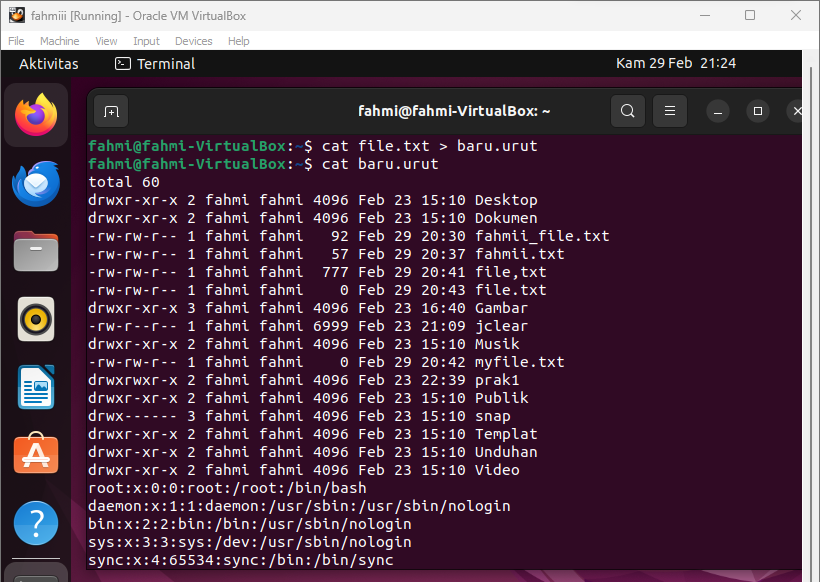 fahmiii [Running] - Oracle VM VirtualBox
File Machine View Input Devices Help
Aktivitas Terminal Kam 29 Feb 21:24
fahmi@fahmi-VirtualBox: ~
fahmi@fahmi-VirtualBox:~$ cat file.txt > baru.urut
fahmi@fahmi-VirtualBox:~$ cat baru.urut
total 60
drwxr-xr-x 2 fahmi fahmi 4096 Feb 23 15:10 Desktop
drwxr-xr-x 2 fahmi fahmi 4096 Feb 23 15:10 Dokumen
-rw-rw-r-- 1 fahmi fahmi   92 Feb 29 20:30 fahmii_file.txt
-rw-rw-r-- 1 fahmi fahmi   57 Feb 29 20:37 fahmii.txt
-rw-rw-r-- 1 fahmi fahmi  777 Feb 29 20:41 file,txt
-rw-rw-r-- 1 fahmi fahmi    0 Feb 29 20:43 file.txt
drwxr-xr-x 3 fahmi fahmi 4096 Feb 23 16:40 Gambar
-rw-r--r-- 1 fahmi fahmi 6999 Feb 23 21:09 jclear
drwxr-xr-x 2 fahmi fahmi 4096 Feb 23 15:10 Musik
-rw-rw-r-- 1 fahmi fahmi    0 Feb 29 20:42 myfile.txt
drwxrwxr-x 2 fahmi fahmi 4096 Feb 23 22:39 prak1
drwxr-xr-x 2 fahmi fahmi 4096 Feb 23 15:10 Publik
drwx------ 3 fahmi fahmi 4096 Feb 23 15:10 snap
drwxr-xr-x 2 fahmi fahmi 4096 Feb 23 15:10 Templat
drwxr-xr-x 2 fahmi fahmi 4096 Feb 23 15:10 Unduhan
drwxr-xr-x 2 fahmi fahmi 4096 Feb 23 15:10 Video
root:x:0:0:root:/root:/bin/bash
daemon:x:1:1:daemon:/usr/sbin:/usr/sbin/nologin
bin:x:2:2:bin:/bin:/usr/sbin/nologin
sys:x:3:3:sys:/dev:/usr/sbin/nologin
sync:x:4:65534:sync:/bin:/bin/sync